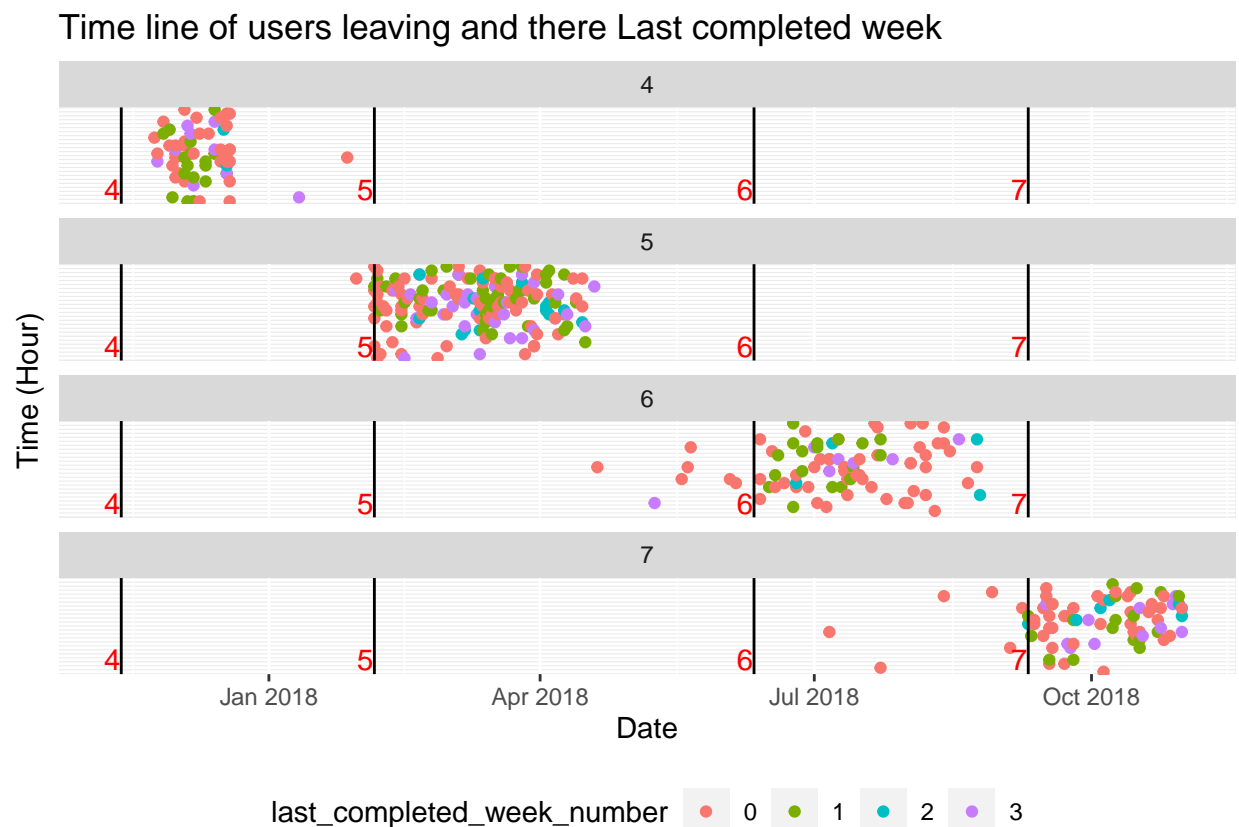 Time line of users leaving and there Last completed week
4
4 5 6 7
5
4 5 6 7
6
4 5 6 7
7
4 5 6 7
Time (Hour)
Jan 2018 Apr 2018 Jul 2018 Oct 2018
Date
last_completed_week_number 0 1 2 3